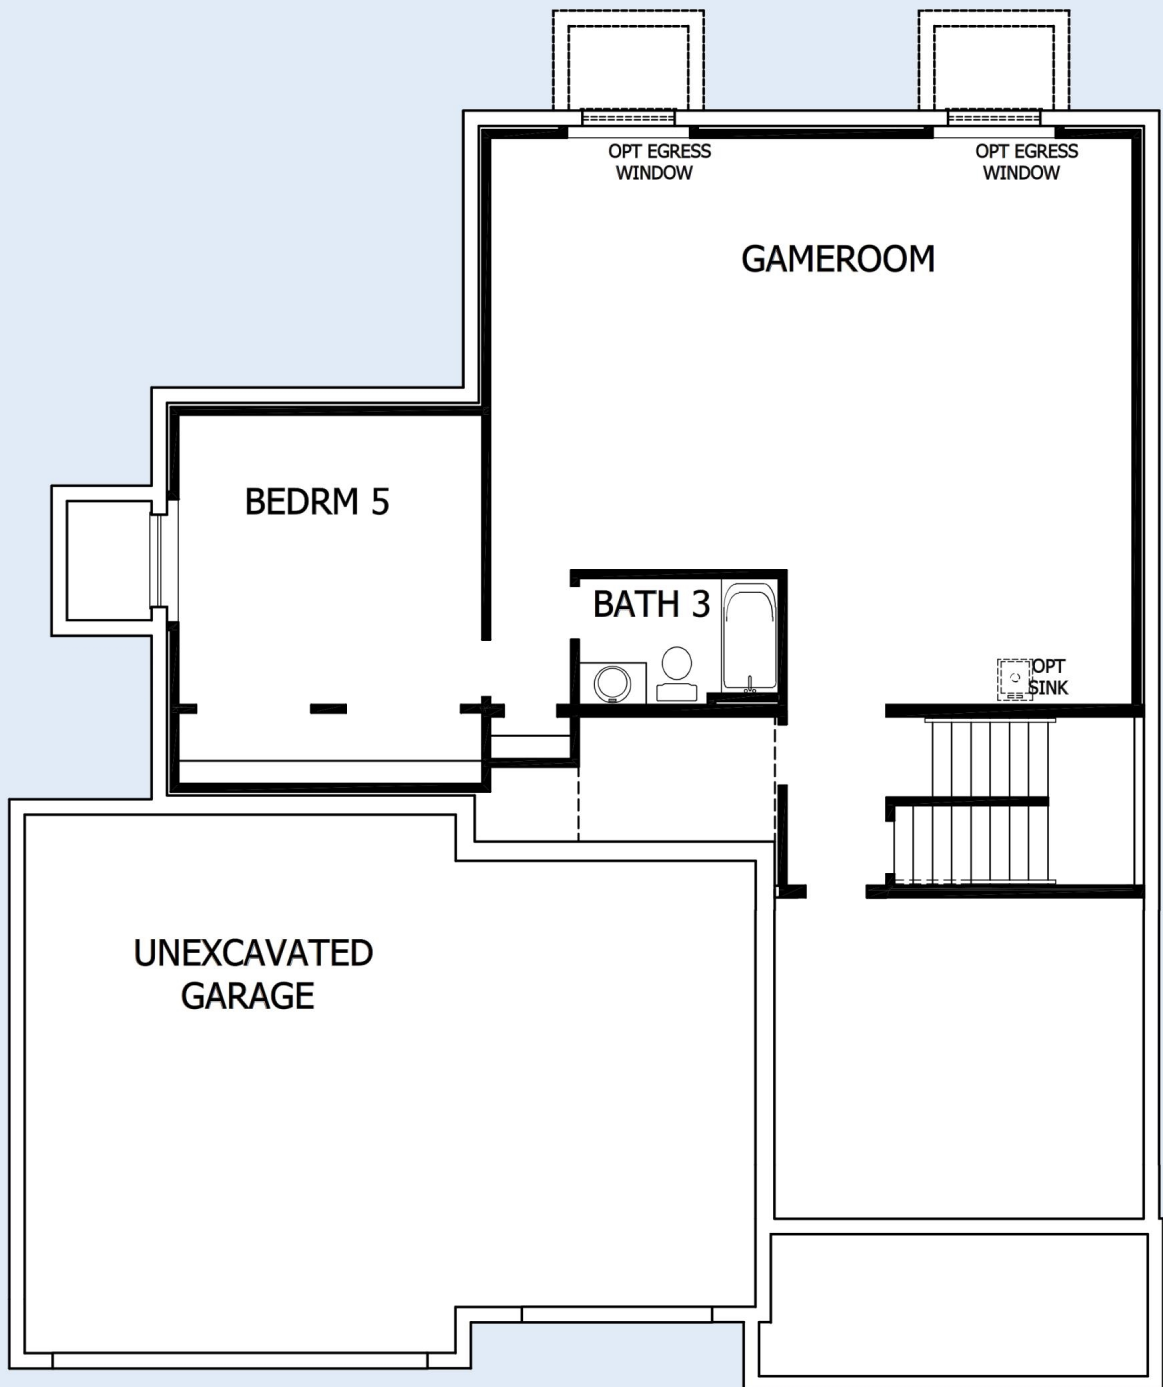 OPT EGRESS
WINDOW
OPT EGRESS
WINDOW
GAMEROOM
BEDRM 5
BATH 3
OPT
SINK
UNEXCAVATED
GARAGE